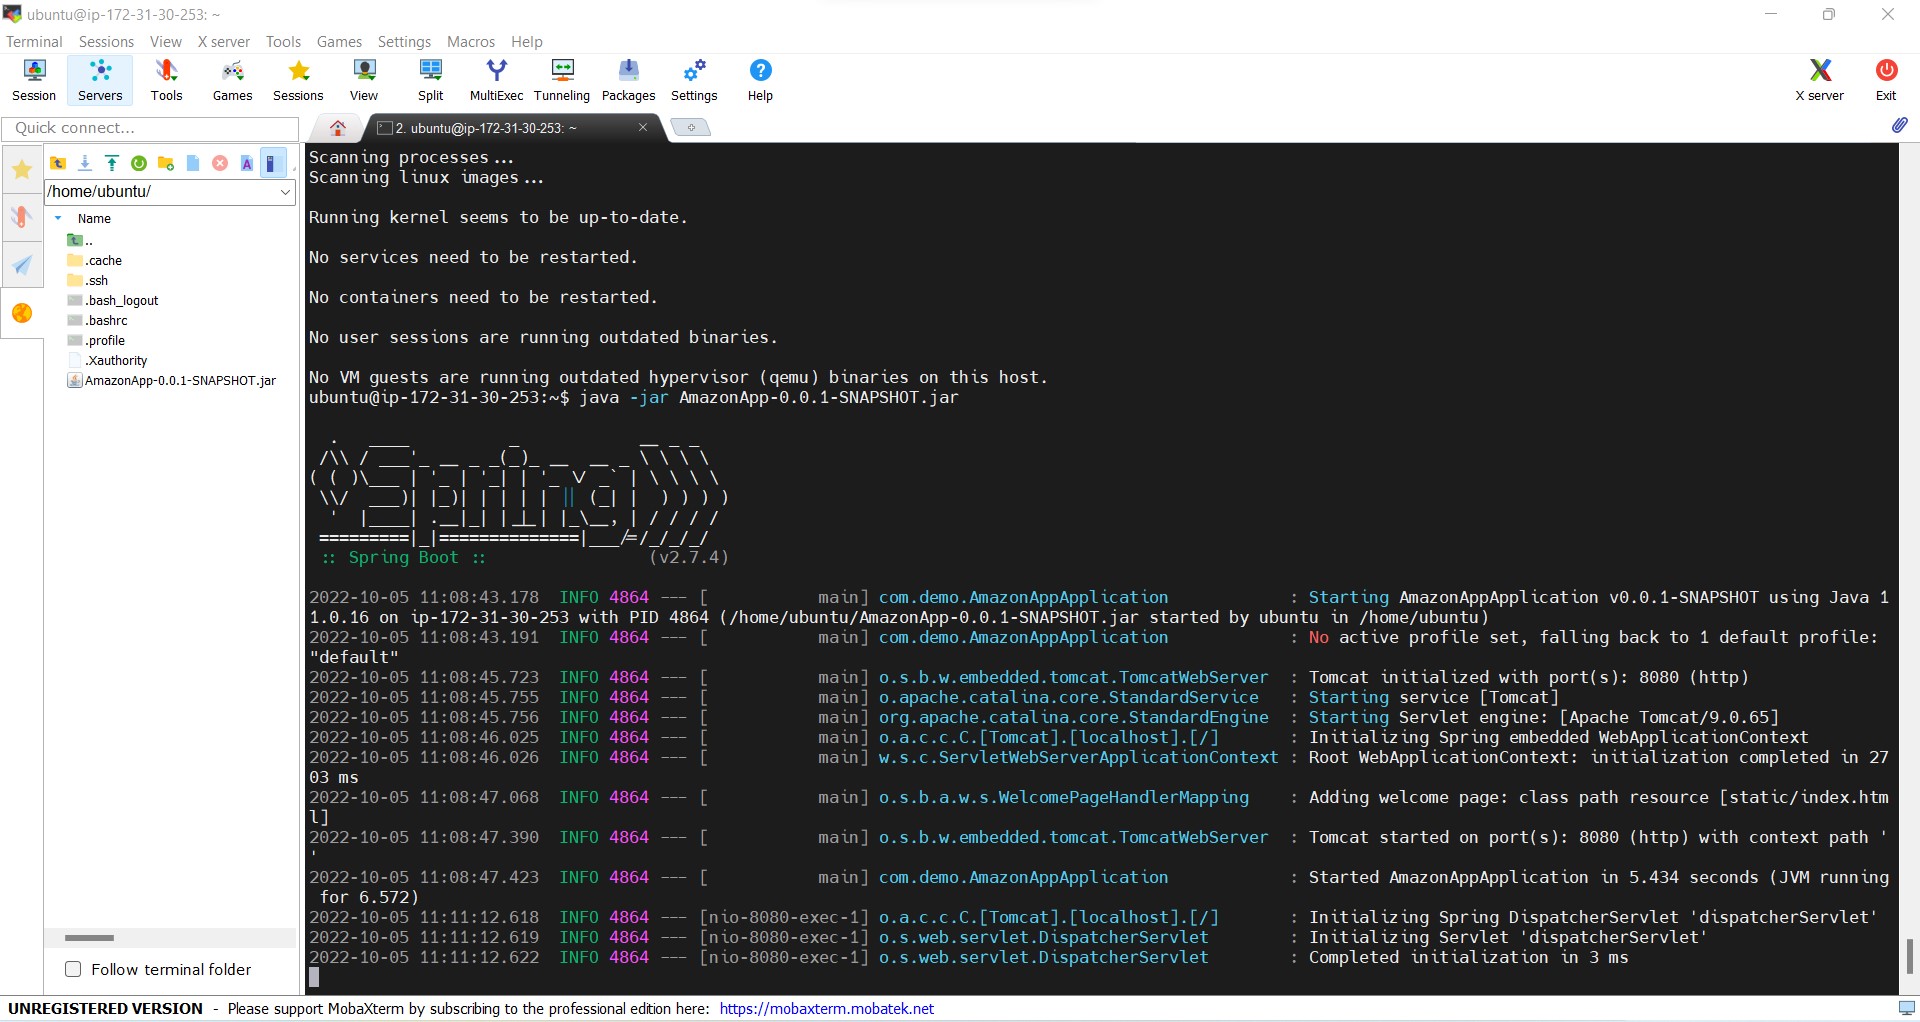 ubuntu@ip-172-31-30-253: ~
Terminal Sessions View X server Tools Games Settings Macros Help
Session Servers Tools Games Sessions View Split MultiExec Tunneling Packages Settings Help X server Exit
Quick connect...
2. ubuntu@ip-172-31-30-253: ~
/home/ubuntu/
Name
..
.cache
.ssh
.bash_logout
.bashrc
.profile
.Xauthority
AmazonApp-0.0.1-SNAPSHOT.jar
Follow terminal folder
Scanning processes...
Scanning linux images...
Running kernel seems to be up-to-date.
No services need to be restarted.
No containers need to be restarted.
No user sessions are running outdated binaries.
No VM guests are running outdated hypervisor (qemu) binaries on this host.
ubuntu@ip-172-31-30-253:~$ java -jar AmazonApp-0.0.1-SNAPSHOT.jar
Spring
:: Spring Boot :: (v2.7.4)
2022-10-05 11:08:43.178 INFO 4864 --- [ main] com.demo.AmazonAppApplication : Starting AmazonAppApplication v0.0.1-SNAPSHOT using Java 1
1.0.16 on ip-172-31-30-253 with PID 4864 (/home/ubuntu/AmazonApp-0.0.1-SNAPSHOT.jar started by ubuntu in /home/ubuntu)
2022-10-05 11:08:43.191 INFO 4864 --- [ main] com.demo.AmazonAppApplication : No active profile set, falling back to 1 default profile:
"default"
2022-10-05 11:08:45.723 INFO 4864 --- [ main] o.s.b.w.embedded.tomcat.TomcatWebServer : Tomcat initialized with port(s): 8080 (http)
2022-10-05 11:08:45.755 INFO 4864 --- [ main] o.apache.catalina.core.StandardService : Starting service [Tomcat]
2022-10-05 11:08:45.756 INFO 4864 --- [ main] org.apache.catalina.core.StandardEngine : Starting Servlet engine: [Apache Tomcat/9.0.65]
2022-10-05 11:08:46.025 INFO 4864 --- [ main] o.a.c.c.C.[Tomcat].[localhost].[/] : Initializing Spring embedded WebApplicationContext
2022-10-05 11:08:46.026 INFO 4864 --- [ main] w.s.c.ServletWebServerApplicationContext : Root WebApplicationContext: initialization completed in 27
03 ms
2022-10-05 11:08:47.068 INFO 4864 --- [ main] o.s.b.a.w.s.WelcomePageHandlerMapping : Adding welcome page: class path resource [static/index.htm
l]
2022-10-05 11:08:47.390 INFO 4864 --- [ main] o.s.b.w.embedded.tomcat.TomcatWebServer : Tomcat started on port(s): 8080 (http) with context path '
'
2022-10-05 11:08:47.423 INFO 4864 --- [ main] com.demo.AmazonAppApplication : Started AmazonAppApplication in 5.434 seconds (JVM running
for 6.572)
2022-10-05 11:11:12.618 INFO 4864 --- [nio-8080-exec-1] o.a.c.c.C.[Tomcat].[localhost].[/] : Initializing Spring DispatcherServlet 'dispatcherServlet'
2022-10-05 11:11:12.619 INFO 4864 --- [nio-8080-exec-1] o.s.web.servlet.DispatcherServlet : Initializing Servlet 'dispatcherServlet'
2022-10-05 11:11:12.622 INFO 4864 --- [nio-8080-exec-1] o.s.web.servlet.DispatcherServlet : Completed initialization in 3 ms
UNREGISTERED VERSION - Please support MobaXterm by subscribing to the professional edition here: https://mobaxterm.mobatek.net